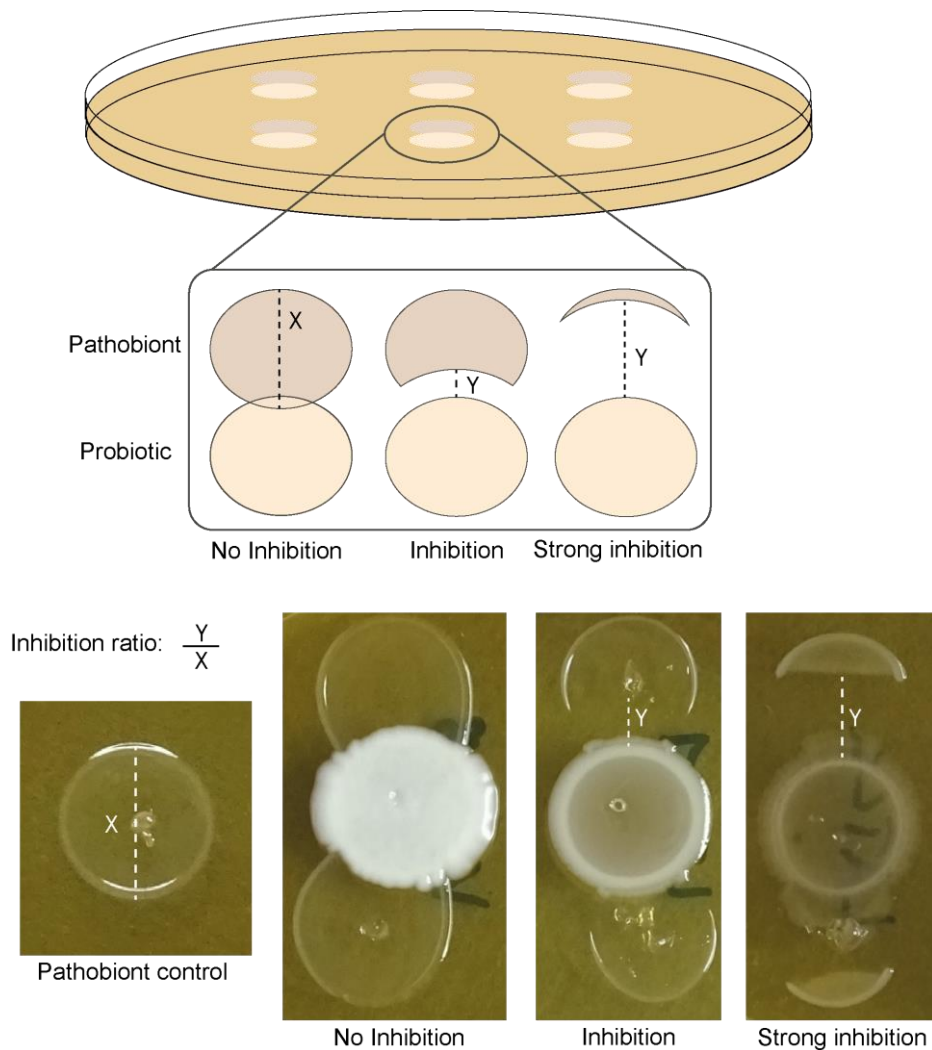 X
Pathobiont
Y
Y
Probiotic
No Inhibition
Inhibition
Strong inhibition
Inhibition ratio:
Y
X
Y
Y
X
Pathobiont control
No Inhibition
Inhibition
Strong inhibition